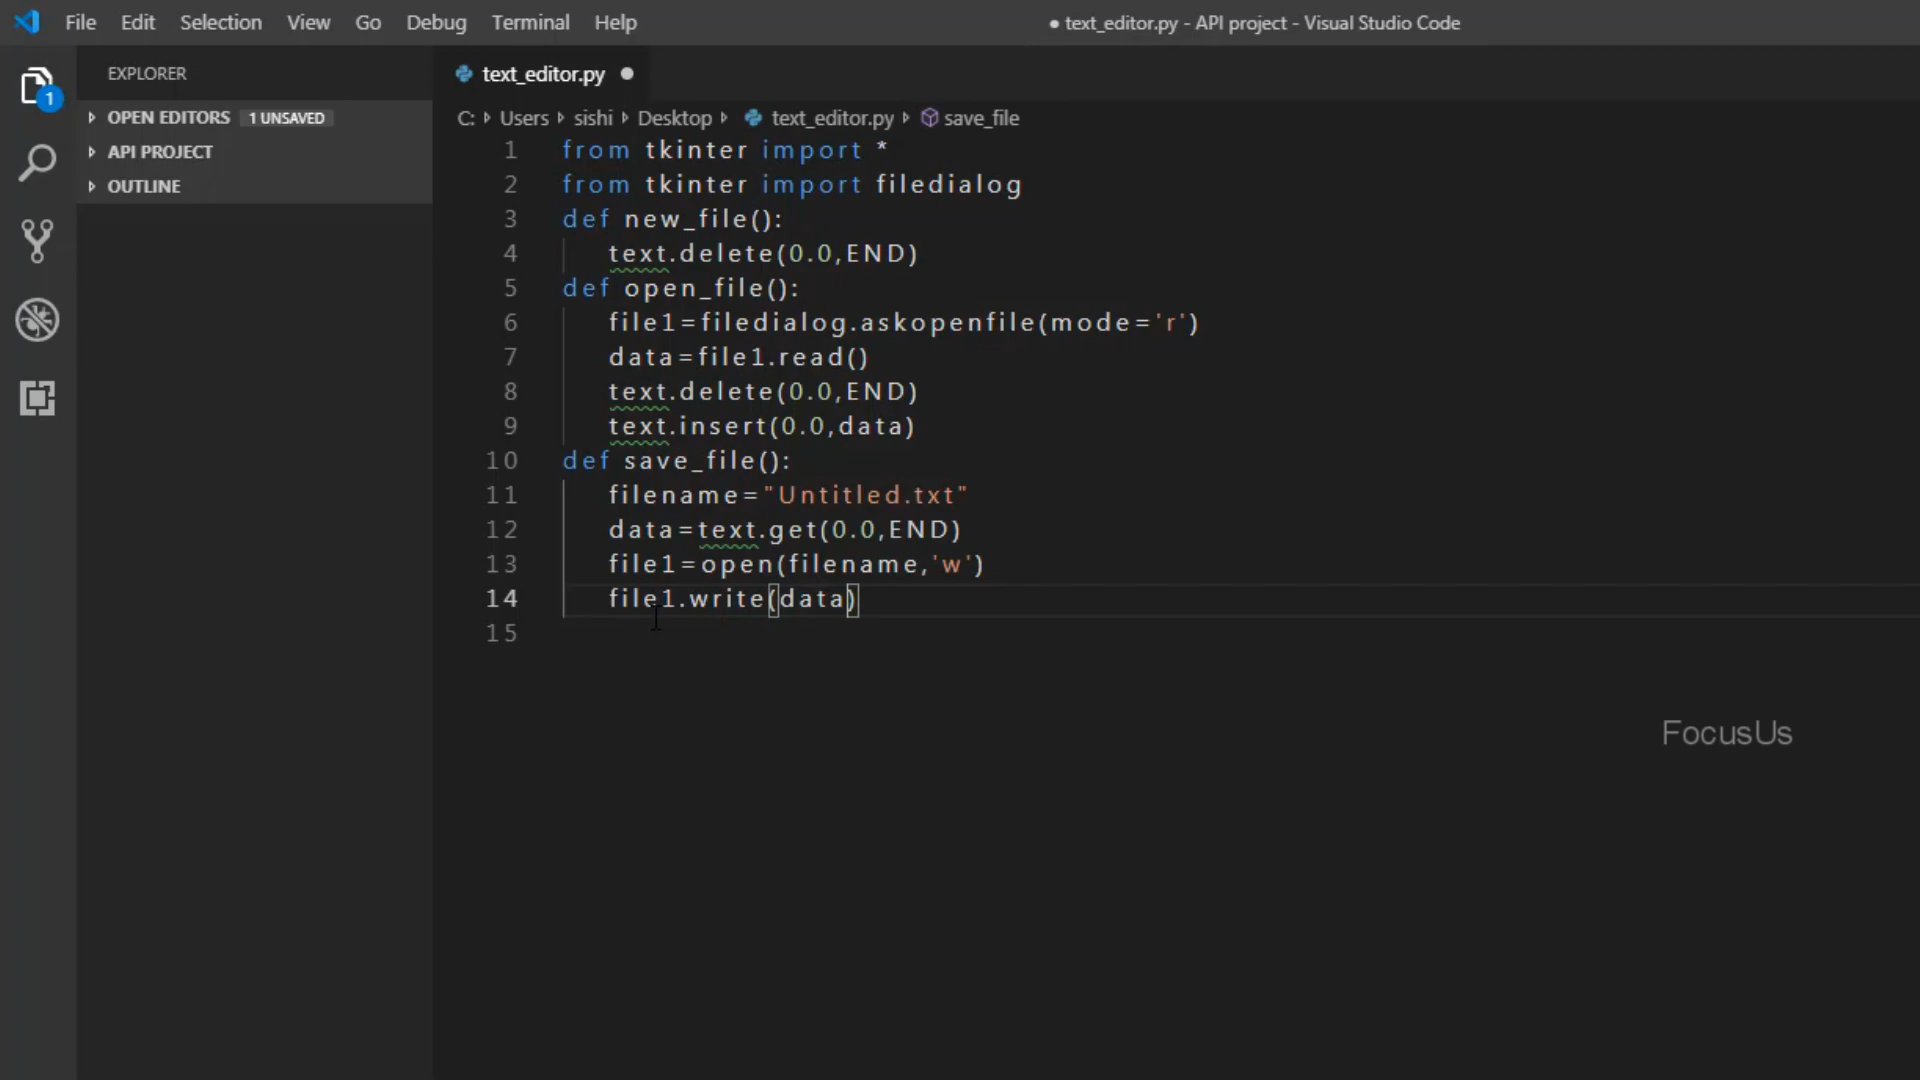 File Edit Selection View Go Debug Terminal Help ● text_editor.py - API project - Visual Studio Code
EXPLORER
1
OPEN EDITORS 1 UNSAVED
API PROJECT
OUTLINE
text_editor.py ●
C: Users sishi Desktop text_editor.py save_file
1 from tkinter import *
2 from tkinter import filedialog
3 def new_file():
4 text.delete(0.0,END)
5 def open_file():
6 file1=filedialog.askopenfile(mode='r')
7 data=file1.read()
8 text.delete(0.0,END)
9 text.insert(0.0,data)
10 def save_file():
11 filename="Untitled.txt"
12 data=text.get(0.0,END)
13 file1=open(filename,'w')
14 file1.write(data)
15
FocusUs